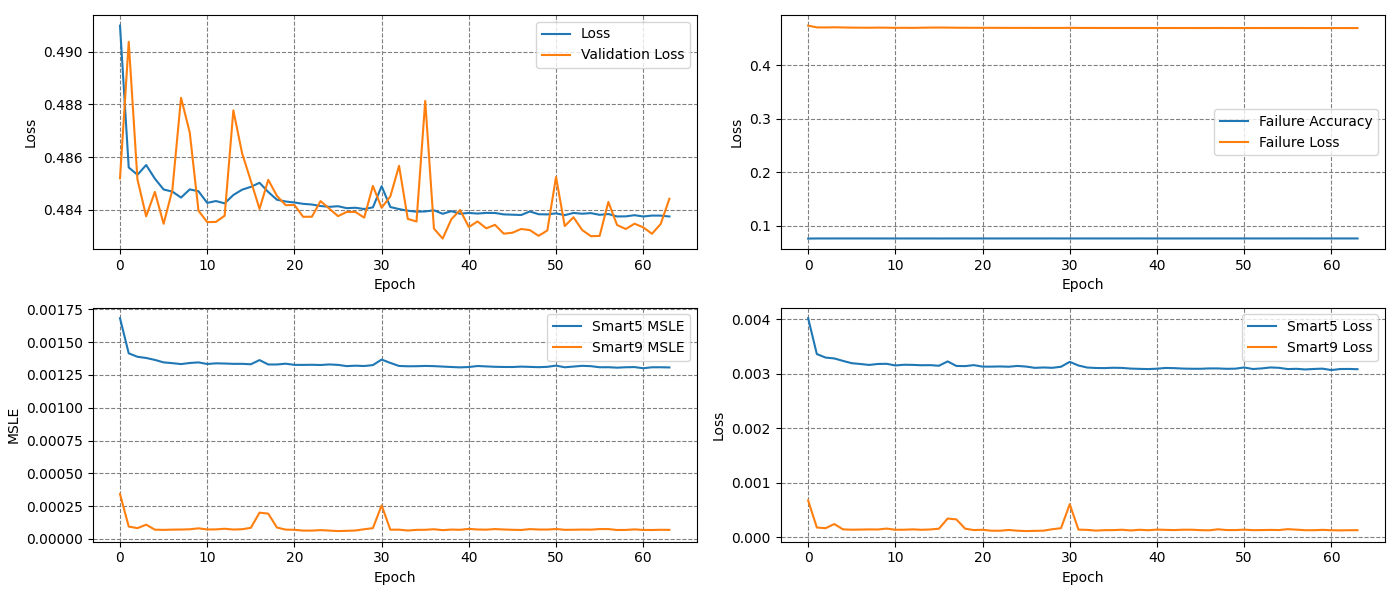 Loss
Validation Loss
0.490
0.488
0.486
0.484
Loss
0 10 20 30 40 50 60
Epoch
Failure Accuracy
Failure Loss
0.4
0.3
0.2
0.1
Loss
0 10 20 30 40 50 60
Epoch
Smart5 MSLE
Smart9 MSLE
0.00175
0.00150
0.00125
0.00100
0.00075
0.00050
0.00025
0.00000
MSLE
0 10 20 30 40 50 60
Epoch
Smart5 Loss
Smart9 Loss
0.004
0.003
0.002
0.001
0.000
Loss
0 10 20 30 40 50 60
Epoch